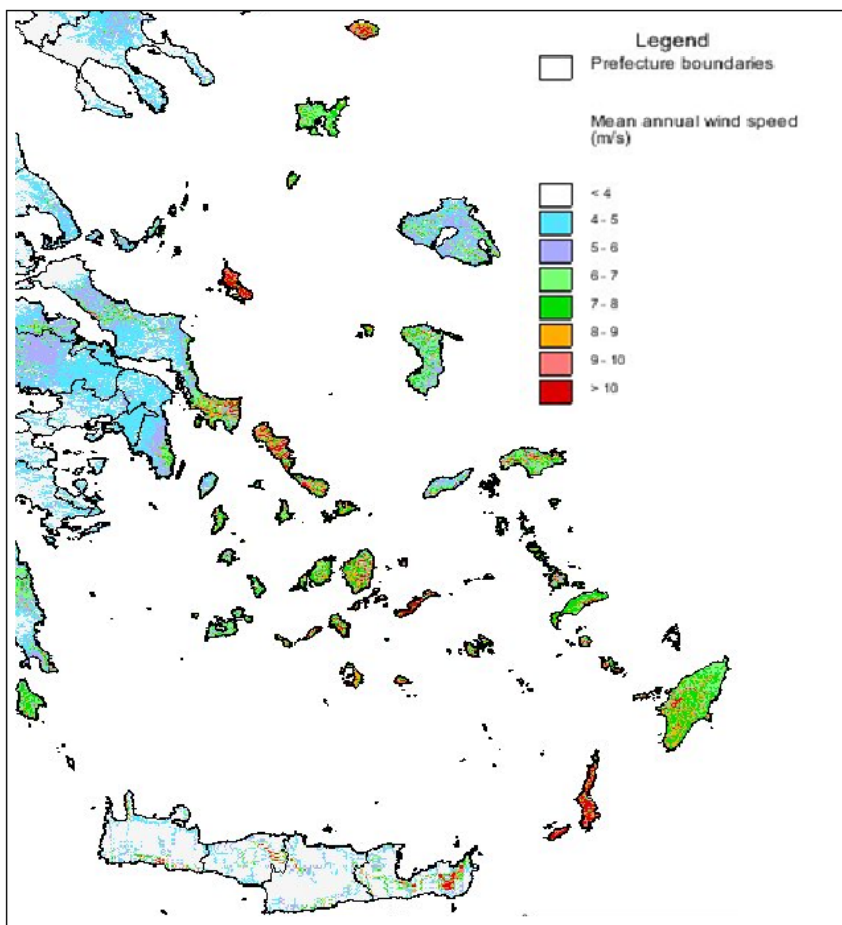 Legend
Prefecture boundaries
Mean annual wind speed
(m/s)
< 4
4 - 5
5 - 6
6 - 7
7 - 8
8 - 9
9 - 10
> 10